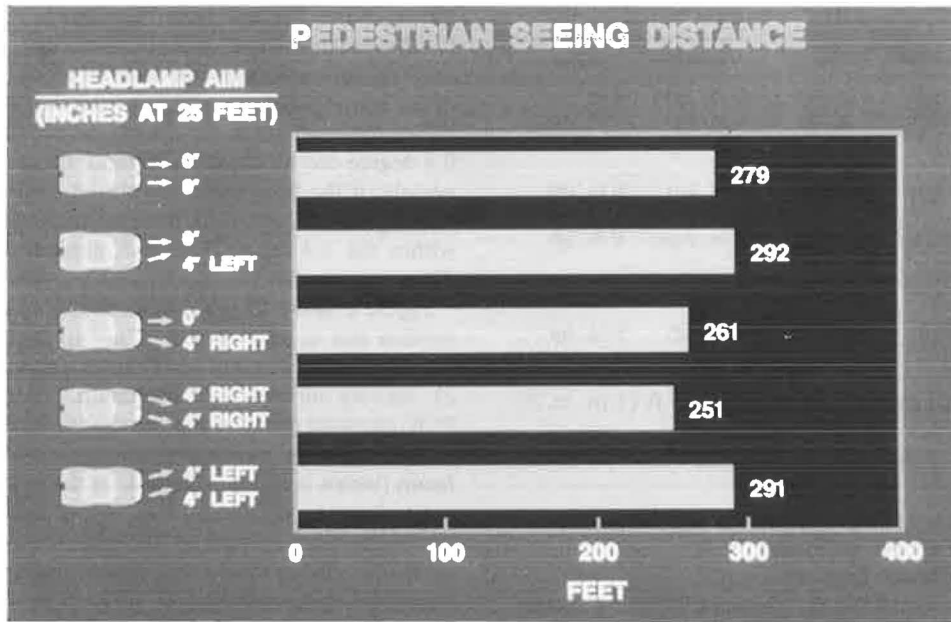 PEDESTRIAN SEEING DISTANCE
HEADLAMP AIM
(INCHES AT 25 FEET)
0"
0"
279
0"
4" LEFT
292
0"
4" RIGHT
261
4" RIGHT
4" RIGHT
251
4" LEFT
4" LEFT
291
0 100 200 300 400
FEET